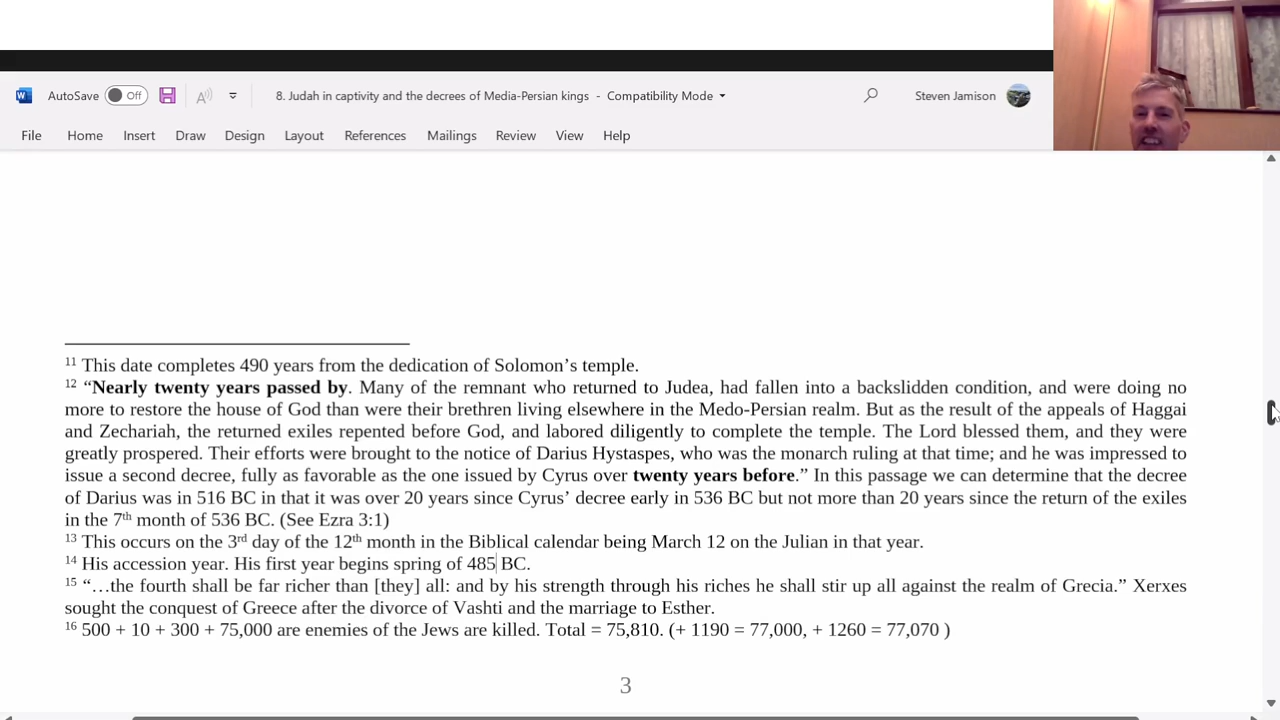 AutoSave Off 8. Judah in captivity and the decrees of Media-Persian kings - Compatibility Mode Steven Jamison
File Home Insert Draw Design Layout References Mailings Review View Help
11 This date completes 490 years from the dedication of Solomon’s temple.
12 “Nearly twenty years passed by. Many of the remnant who returned to Judea, had fallen into a backslidden condition, and were doing no
more to restore the house of God than were their brethren living elsewhere in the Medo-Persian realm. But as the result of the appeals of Haggai
and Zechariah, the returned exiles repented before God, and labored diligently to complete the temple. The Lord blessed them, and they were
greatly prospered. Their efforts were brought to the notice of Darius Hystaspes, who was the monarch ruling at that time; and he was impressed to
issue a second decree, fully as favorable as the one issued by Cyrus over twenty years before.” In this passage we can determine that the decree
of Darius was in 516 BC in that it was over 20 years since Cyrus’ decree early in 536 BC but not more than 20 years since the return of the exiles
in the 7th month of 536 BC. (See Ezra 3:1)
13 This occurs on the 3rd day of the 12th month in the Biblical calendar being March 12 on the Julian in that year.
14 His accession year. His first year begins spring of 485 BC.
15 “…the fourth shall be far richer than [they] all: and by his strength through his riches he shall stir up all against the realm of Grecia.” Xerxes
sought the conquest of Greece after the divorce of Vashti and the marriage to Esther.
16 500 + 10 + 300 + 75,000 are enemies of the Jews are killed. Total = 75,810. (+ 1190 = 77,000, + 1260 = 77,070 )
3